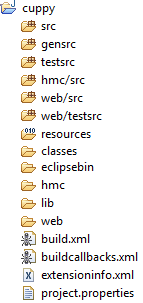 cuppy
src
gensrc
testsrc
hmc/src
web/src
web/testsrc
resources
classes
eclipsebin
hmc
lib
web
build.xml
buildcallbacks.xml
extensioninfo.xml
project.properties